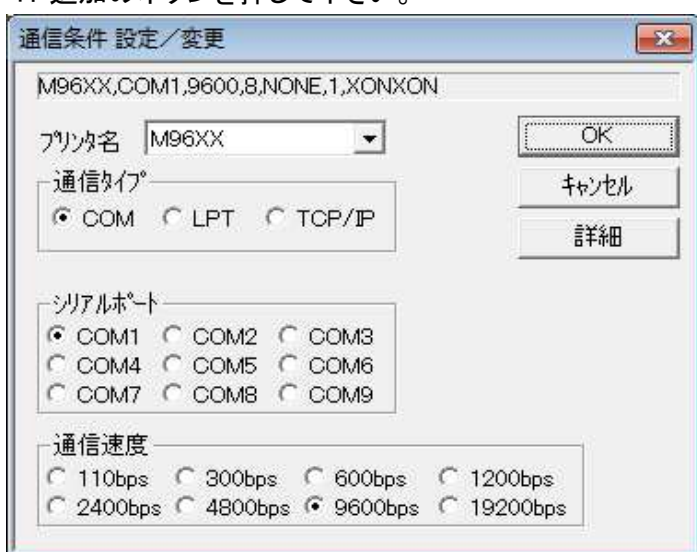 通信条件 設定／変更
M96XX,COM1,9600,8,NONE,1,XONXON
プリンタ名 M96XX
OK
通信タイプ
キャンセル
COM LPT TCP/IP
詳細
シリアルポート
COM1 COM2 COM3
COM4 COM5 COM6
COM7 COM8 COM9
通信速度
110bps 300bps 600bps 1200bps
2400bps 4800bps 9600bps 19200bps